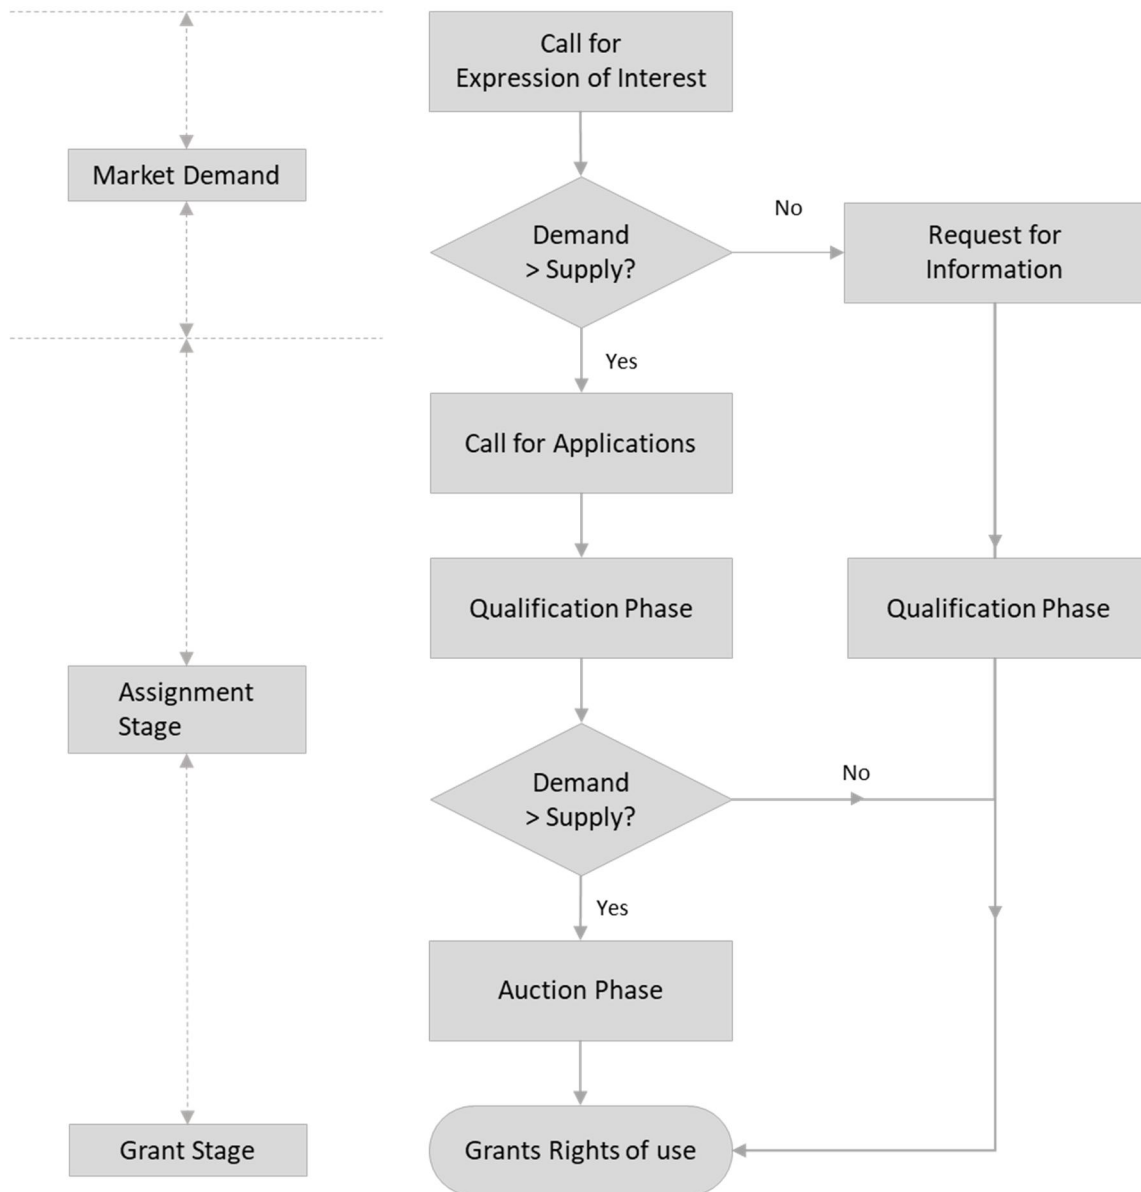 Call for
Expression of Interest
Market Demand
Demand
> Supply?
No
Request for
Information
Yes
Call for Applications
Qualification Phase
Qualification Phase
Assignment
Stage
Demand
> Supply?
No
Yes
Auction Phase
Grant Stage
Grants Rights of use